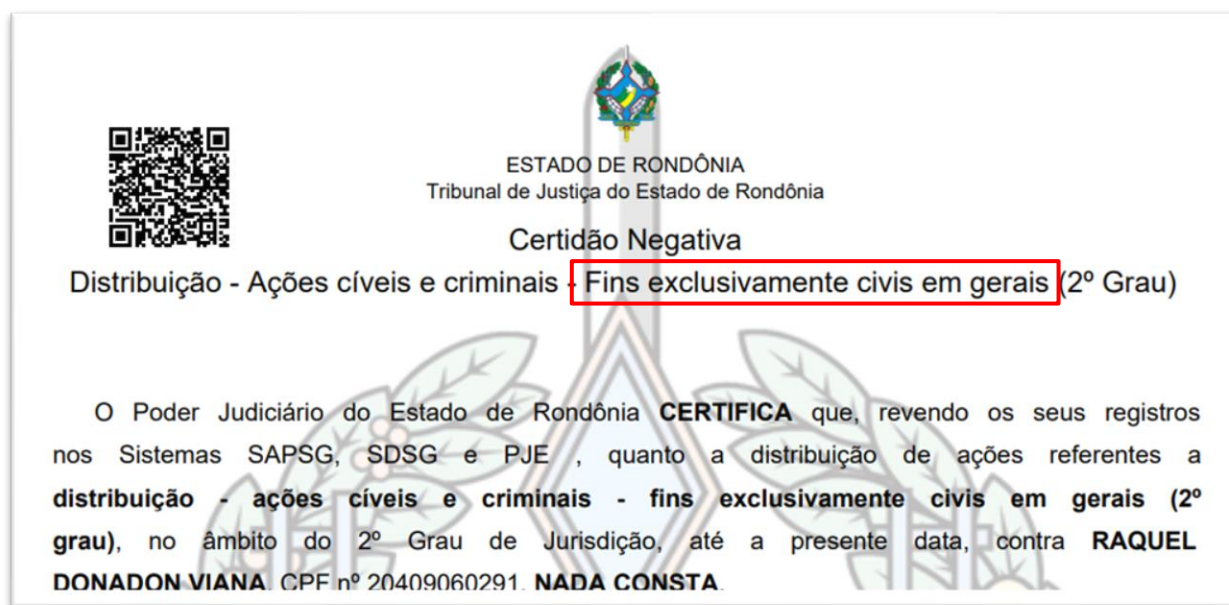 ESTADO DE RONDÔNIA
Tribunal de Justiça do Estado de Rondônia
Certidão Negativa
Distribuição - Ações cíveis e criminais - Fins exclusivamente civis em gerais (2º Grau)
O Poder Judiciário do Estado de Rondônia CERTIFICA que, revendo os seus registros
nos Sistemas SAPSG, SDSG e PJE , quanto a distribuição de ações referentes a
distribuição - ações cíveis e criminais - fins exclusivamente civis em gerais (2º
grau), no âmbito do 2º Grau de Jurisdição, até a presente data, contra RAQUEL
DONADON VIANA, CPF nº 20409060291, NADA CONSTA.